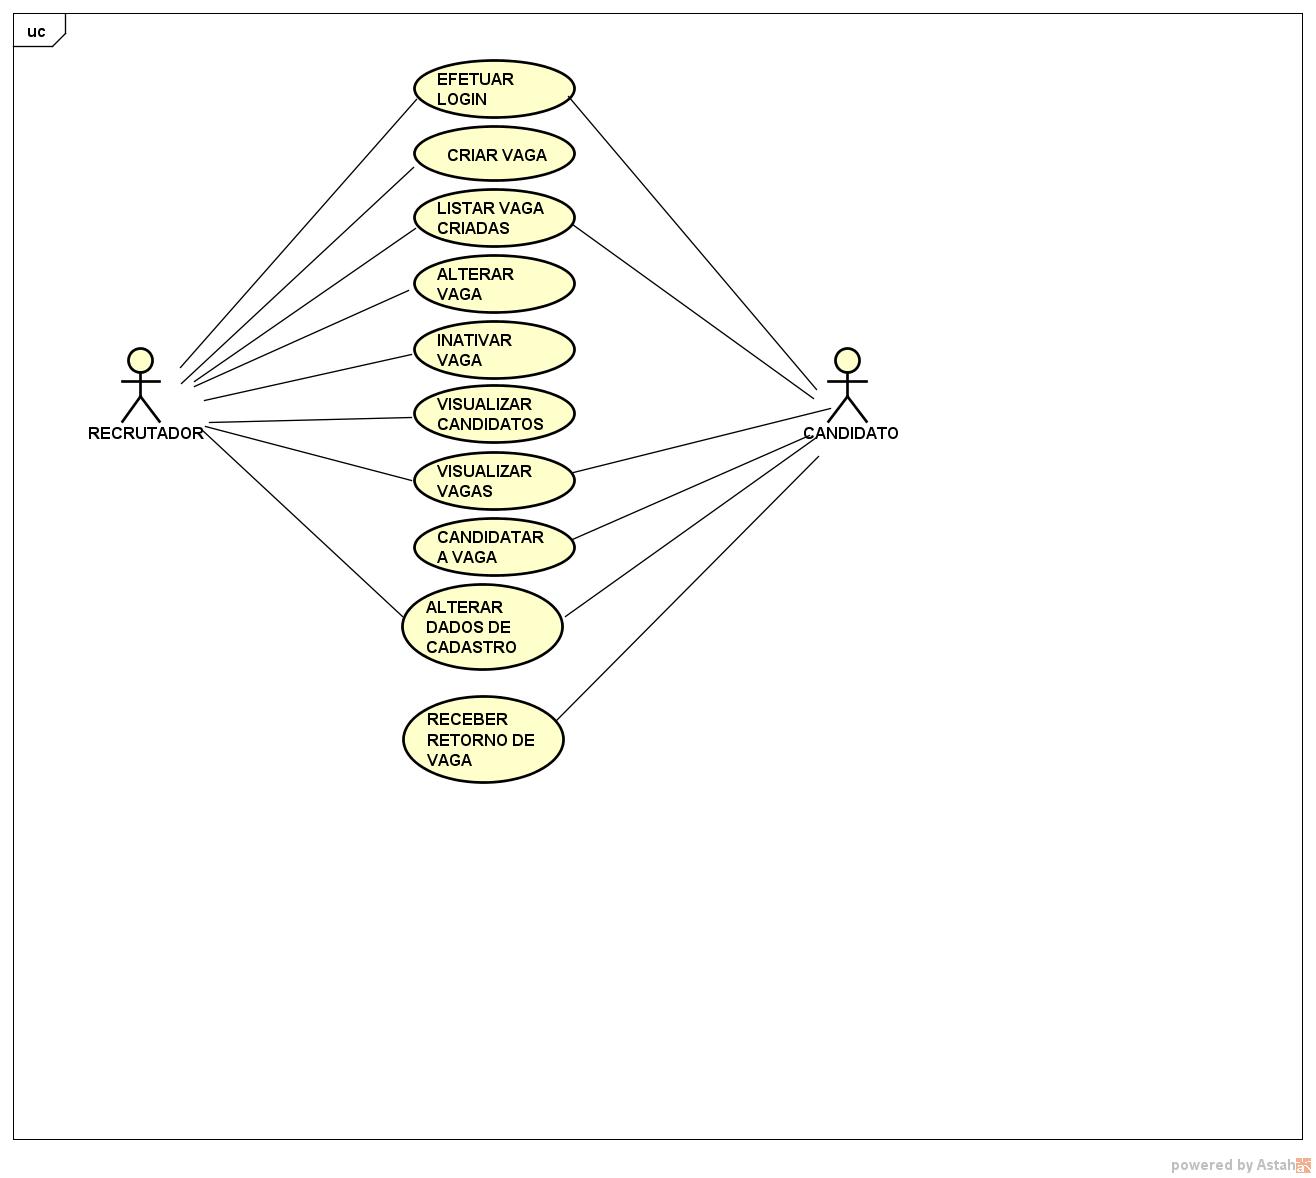 uc
EFETUAR
LOGIN
CRIAR VAGA
LISTAR VAGA
CRIADAS
ALTERAR
VAGA
INATIVAR
VAGA
VISUALIZAR
CANDIDATOS
RECRUTADOR
CANDIDATO
VISUALIZAR
VAGAS
CANDIDATAR
A VAGA
ALTERAR
DADOS DE
CADASTRO
RECEBER
RETORNO DE
VAGA
powered by Astah